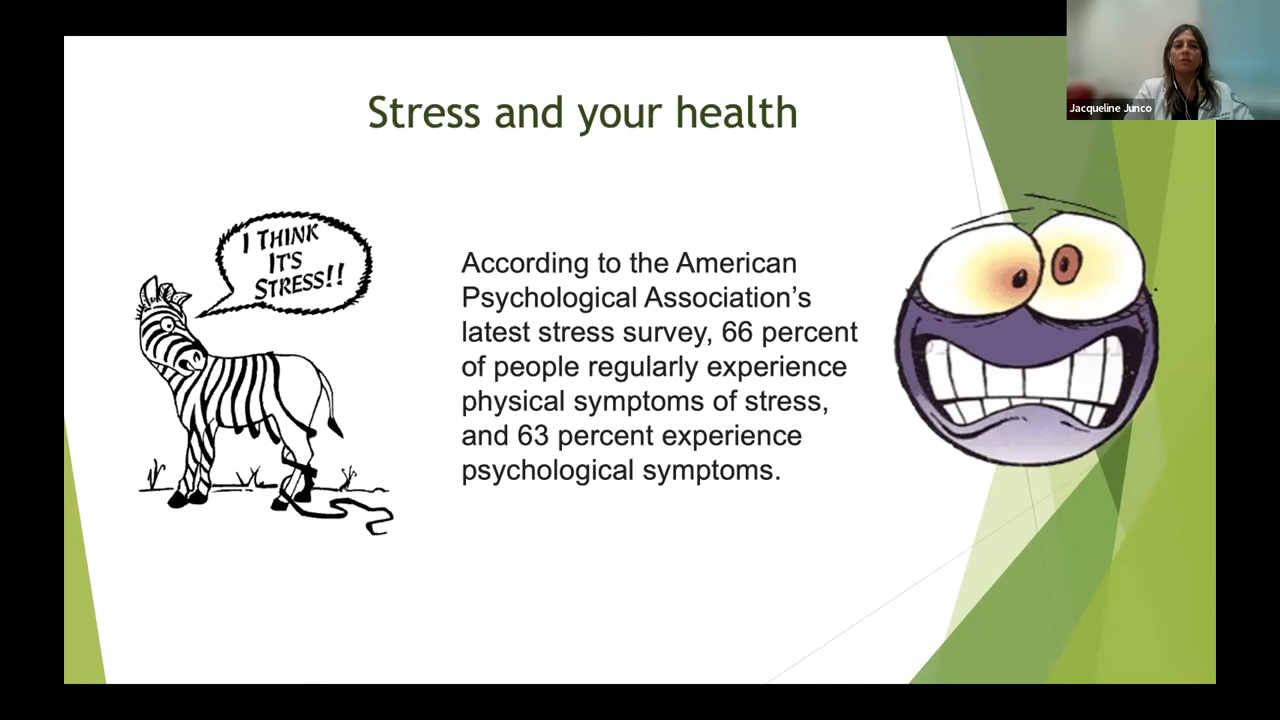 Stress and your health
Jacqueline Junco
I THINK
IT'S
STRESS!!
According to the American
Psychological Association’s
latest stress survey, 66 percent
of people regularly experience
physical symptoms of stress,
and 63 percent experience
psychological symptoms.